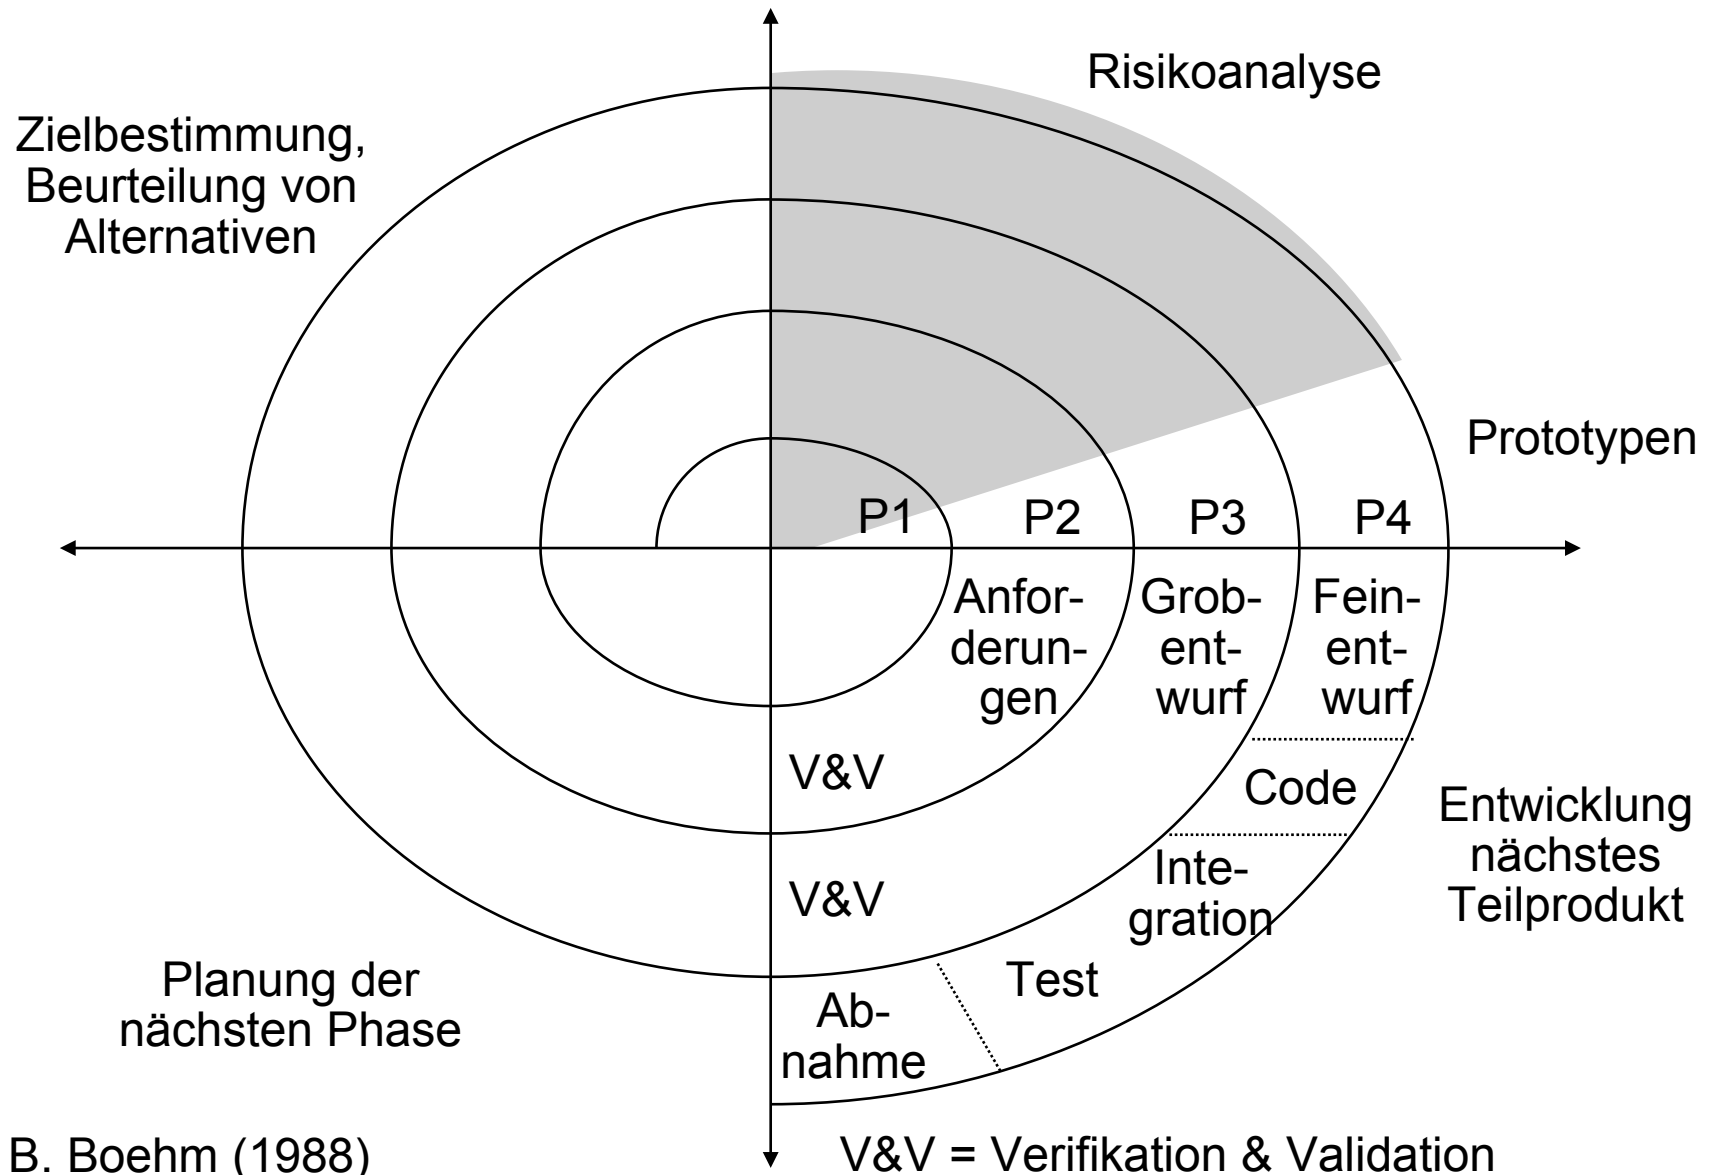 Risikoanalyse
Zielbestimmung,
Beurteilung von
Alternativen
Prototypen
P1
P2
P3
P4
Anfor-
derun-
gen
Grob-
ent-
wurf
Fein-
ent-
wurf
V&V
Code
Entwicklung
nächstes
Teilprodukt
Inte-
gration
V&V
Test
Planung der
nächsten Phase
Ab-
nahme
B. Boehm (1988)
V&V = Verifikation & Validation